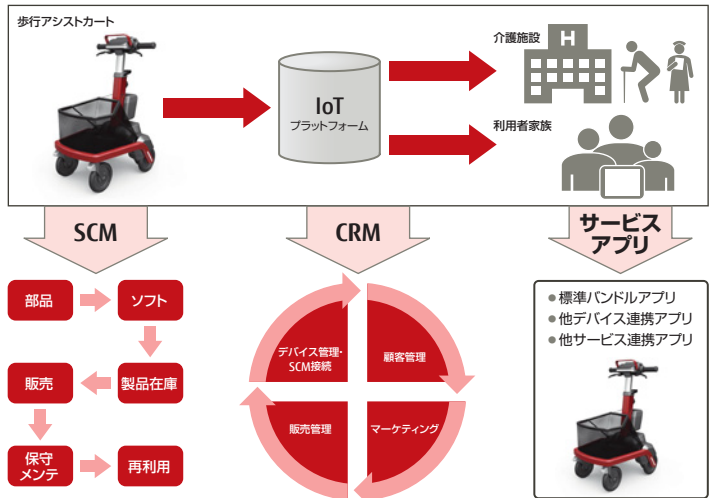 歩行アシストカート
IoT
プラットフォーム
介護施設
H
利用者家族
SCM
CRM
サービス
アプリ
部品
ソフト
販売
製品在庫
保守
メンテ
再利用
デバイス管理・
SCM接続
顧客管理
販売管理
マーケティング
●標準バンドルアプリ
●他デバイス連携アプリ
●他サービス連携アプリ